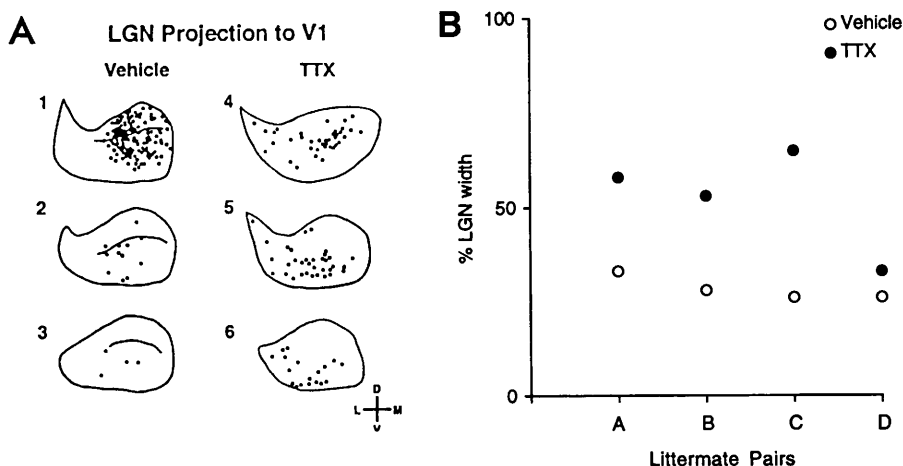 A
LGN Projection to V1
Vehicle TTX
1 4
2 5
3 6
D
L M
V
B
Vehicle
TTX
100
50
0
% LGN width
A B C D
Littermate Pairs